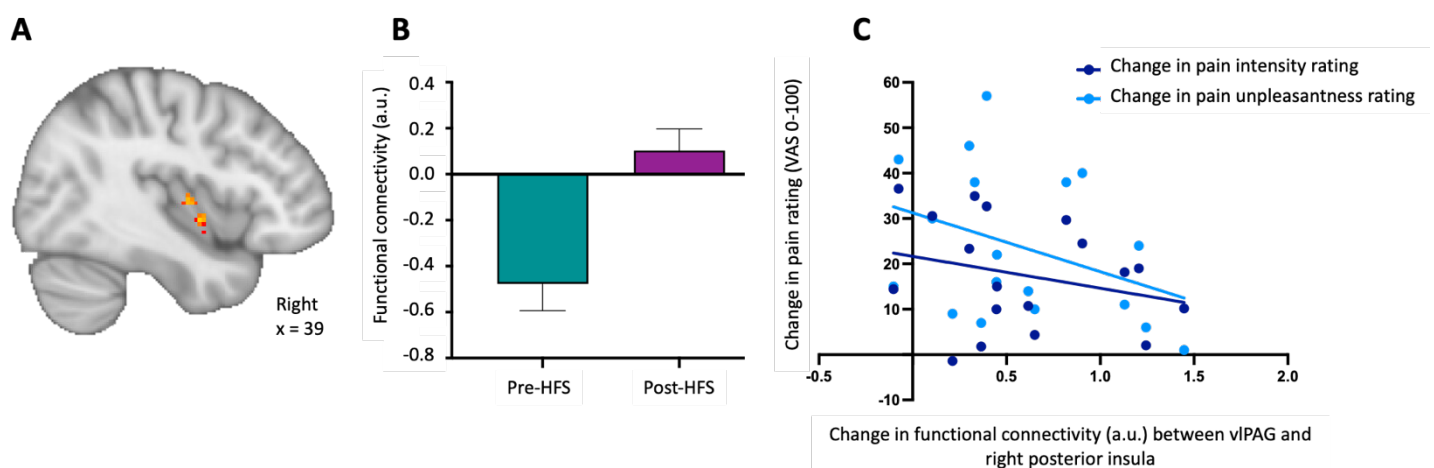 A
Right
x = 39
B
Functional connectivity (a.u.)
0.4
0.2
0.0
-0.2
-0.4
-0.6
-0.8
Pre-HFS
Post-HFS
C
Change in pain intensity rating
Change in pain unpleasantness rating
Change in pain rating (VAS 0-100)
60
50
40
30
20
10
-10
-0.5
0.5
1.0
1.5
2.0
Change in functional connectivity (a.u.) between vlPAG and
right posterior insula